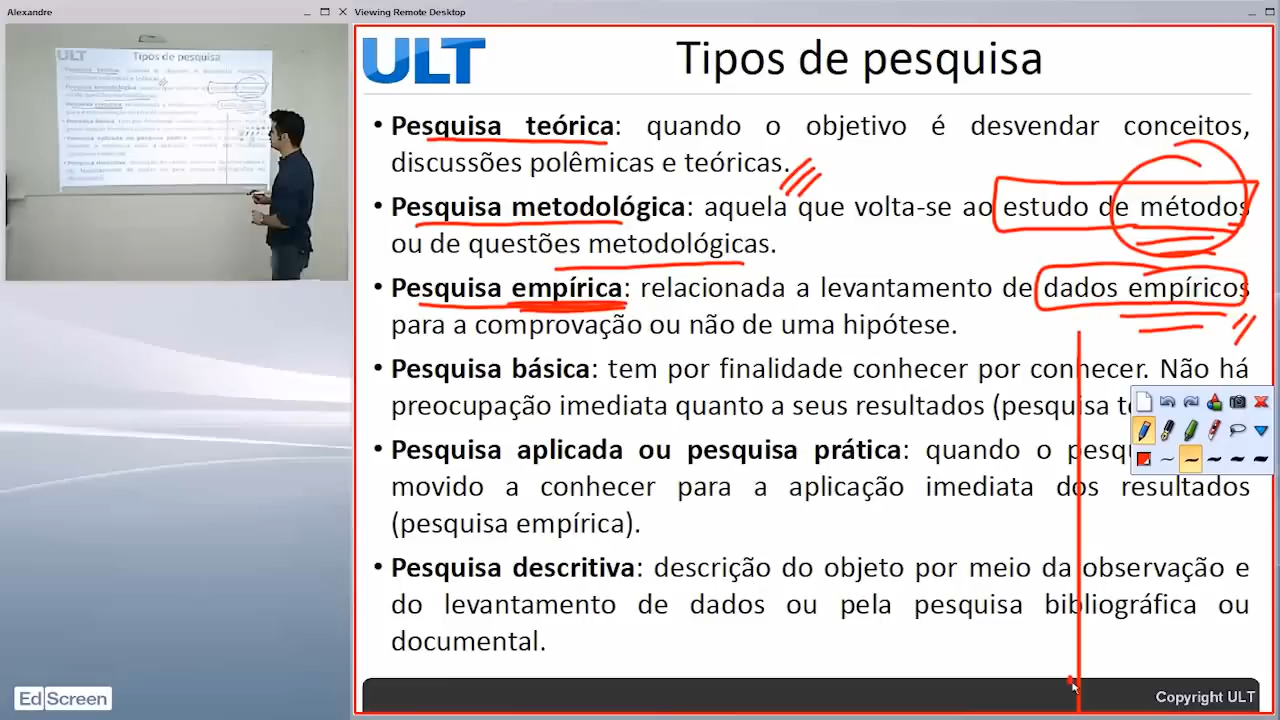 Alexandre
Viewing Remote Desktop
ULT
Tipos de pesquisa
• Pesquisa teórica: quando o objetivo é desvendar conceitos,
discussões polêmicas e teóricas.
• Pesquisa metodológica: aquela que volta-se ao estudo de métodos
ou de questões metodológicas.
• Pesquisa empírica: relacionada a levantamento de dados empíricos
para a comprovação ou não de uma hipótese.
• Pesquisa básica: tem por finalidade conhecer por conhecer. Não há
preocupação imediata quanto a seus resultados (pesquisa
• Pesquisa aplicada ou pesquisa prática: quando o
movido a conhecer para a aplicação imediata dos resultados
(pesquisa empírica).
• Pesquisa descritiva: descrição do objeto por meio da observação e
do levantamento de dados ou pela pesquisa bibliográfica ou
documental.
EdScreen
Copyright ULT
ULT
Tipos de pesquisa